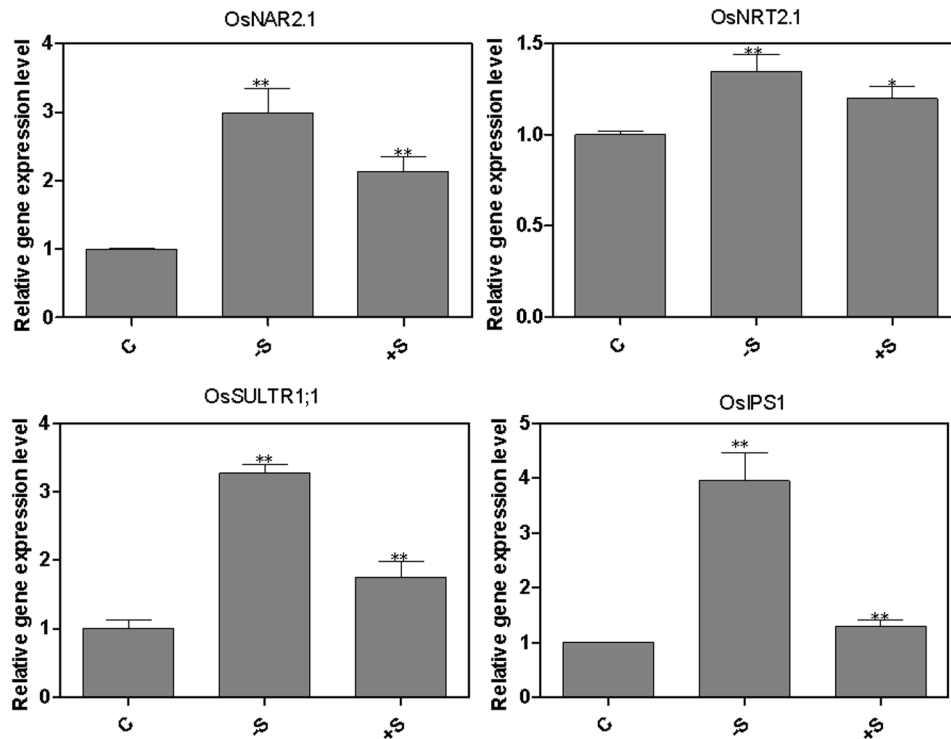 OsNAR2.1
Relative gene expression level
4
3
2
1
0
**
**
C
-S
+S
OsNRT2.1
Relative gene expression level
1.5
1.0
0.5
0.0
**
*
C
-S
+S
OsSULTR1;1
Relative gene expression level
4
3
2
1
0
**
**
C
-S
+S
OsIPS1
Relative gene expression level
5
4
3
2
1
0
**
**
C
-S
+S